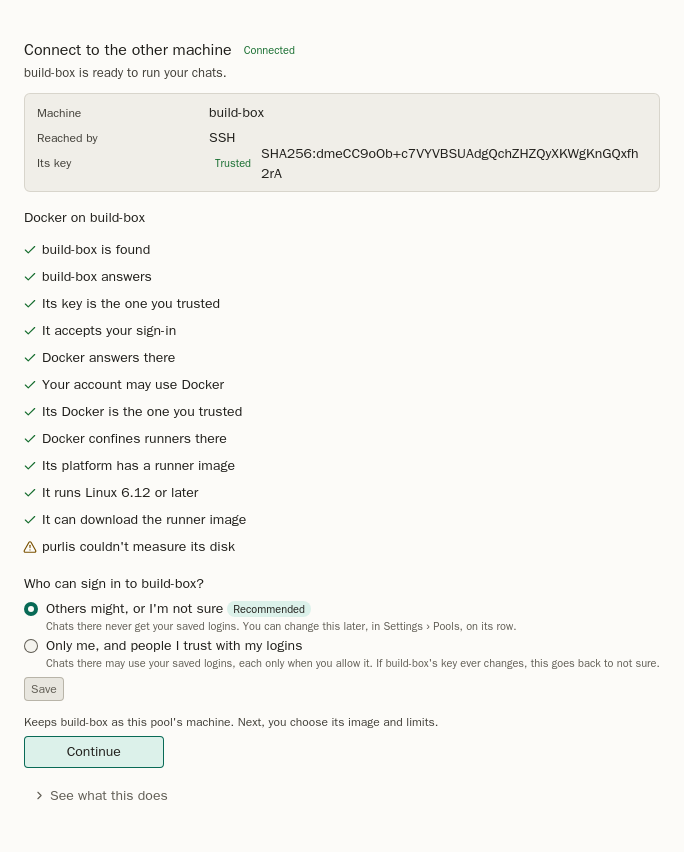 Connect to the other machine Connected
build-box is ready to run your chats.
Machine build-box
Reached by SSH
Its key Trusted SHA256:dmeCC9oOb+c7VYVBSUAdgQchZHZQyXKWgKnGQxfh
2rA
Docker on build-box
build-box is found
build-box answers
Its key is the one you trusted
It accepts your sign-in
Docker answers there
Your account may use Docker
Its Docker is the one you trusted
Docker confines runners there
Its platform has a runner image
It runs Linux 6.12 or later
It can download the runner image
purlis couldn't measure its disk
Who can sign in to build-box?
Others might, or I'm not sure Recommended
Chats there never get your saved logins. You can change this later, in Settings › Pools, on its row.
Only me, and people I trust with my logins
Chats there may use your saved logins, each only when you allow it. If build-box's key ever changes, this goes back to not sure.
Save
Keeps build-box as this pool's machine. Next, you choose its image and limits.
Continue
See what this does